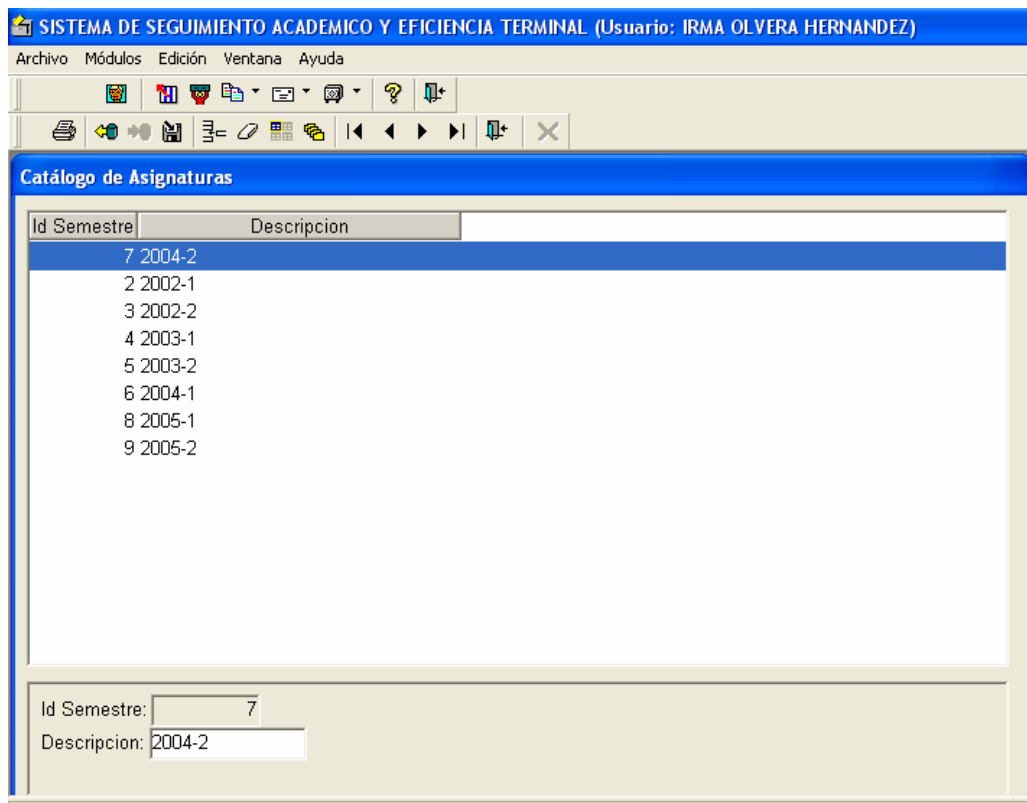 SISTEMA DE SEGUIMIENTO ACADEMICO Y EFICIENCIA TERMINAL (Usuario: IRMA OLVERA HERNANDEZ)
Archivo Módulos Edición Ventana Ayuda
Catálogo de Asignaturas
Id Semestre Descripcion
7 2004-2
2 2002-1
3 2002-2
4 2003-1
5 2003-2
6 2004-1
8 2005-1
9 2005-2
Id Semestre: 7
Descripcion: 2004-2